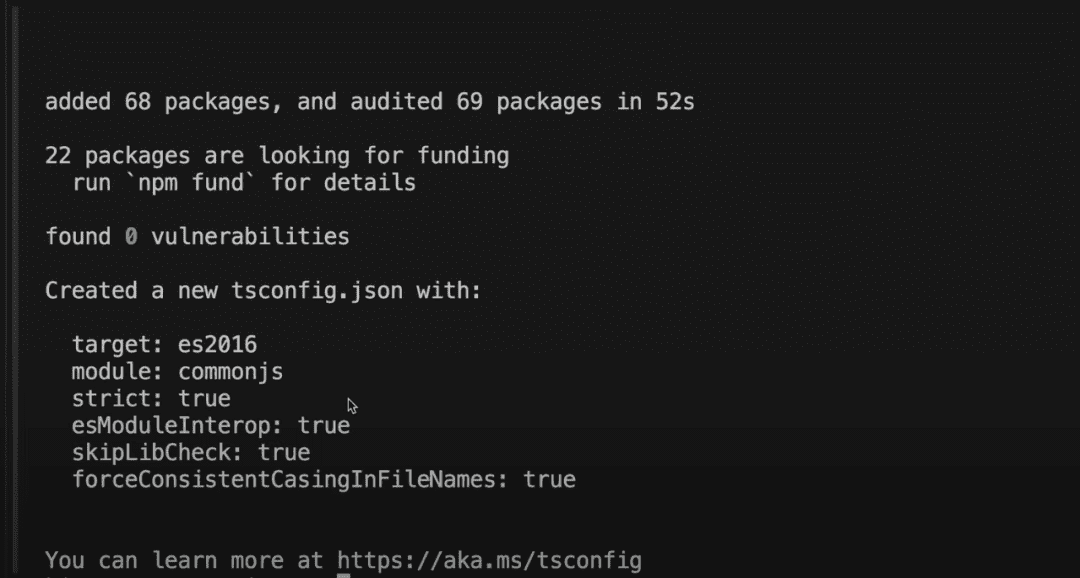 added 68 packages, and audited 69 packages in 52s
22 packages are looking for funding
run `npm fund` for details
found 0 vulnerabilities
Created a new tsconfig.json with:
target: es2016
module: commonjs
strict: true
esModuleInterop: true
skipLibCheck: true
forceConsistentCasingInFileNames: true
You can learn more at https://aka.ms/tsconfig